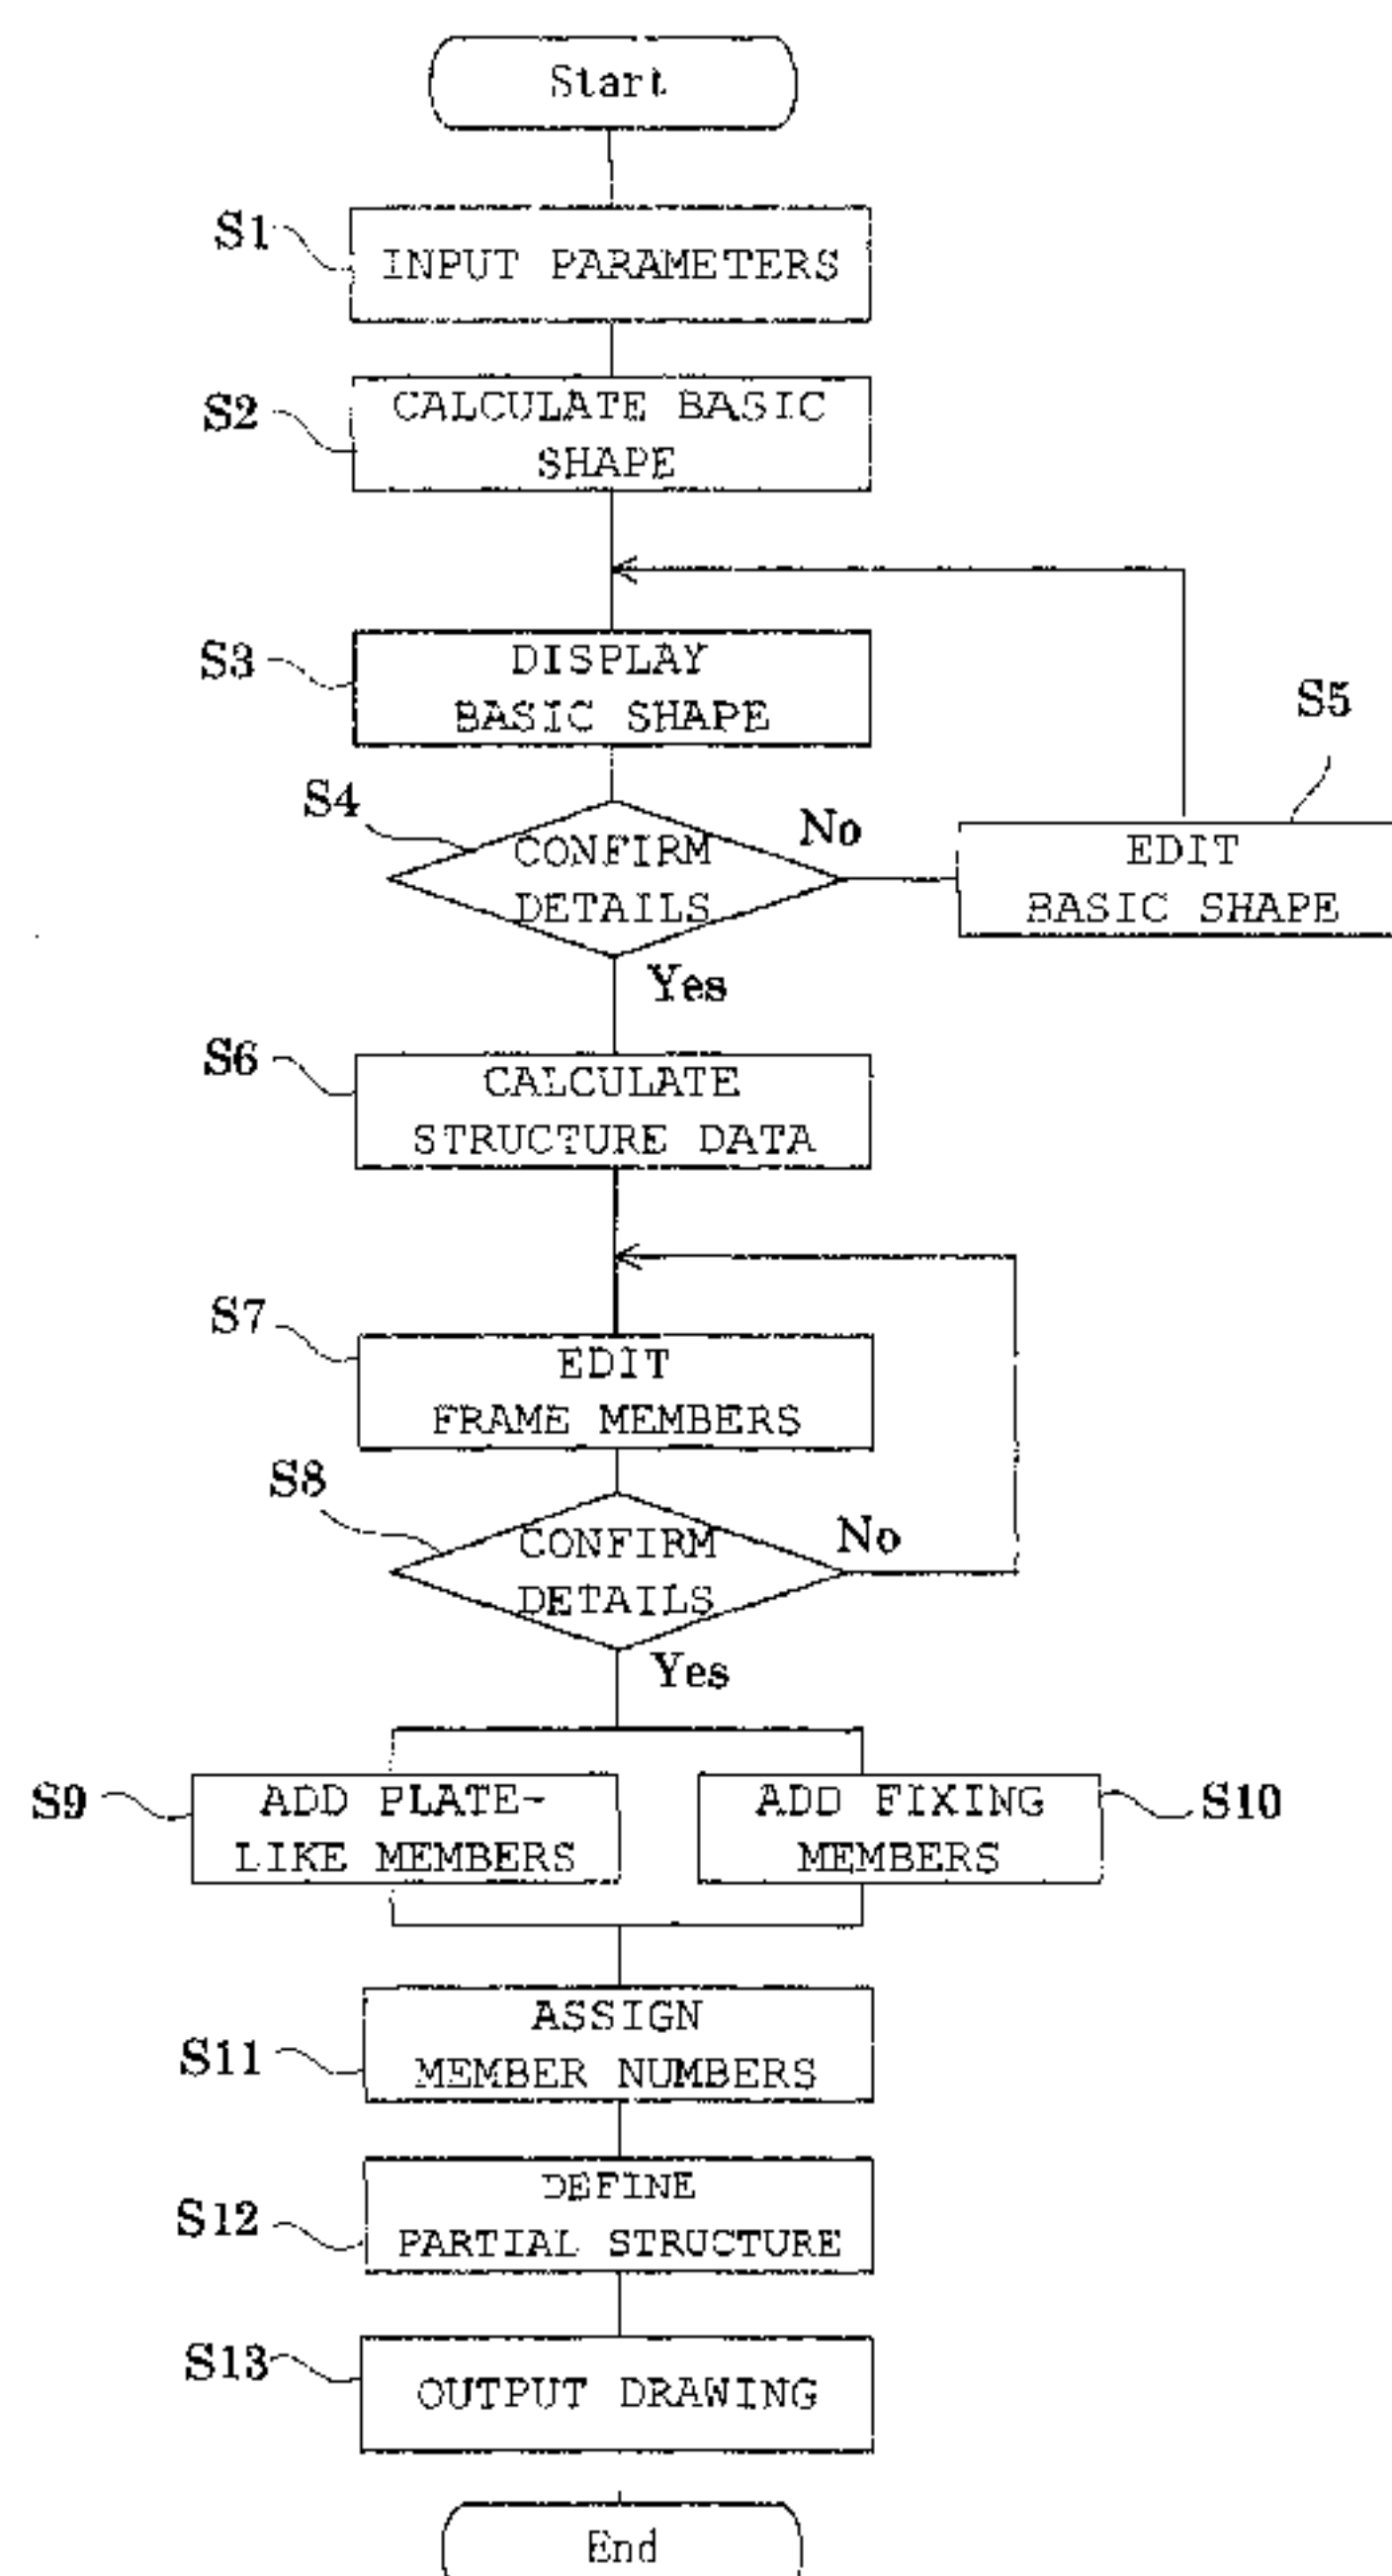 Start
S1
INPUT PARAMETERS
S2
CALCULATE BASIC
SHAPE
S3
DISPLAY
BASIC SHAPE
S5
S4
CONFIRM
DETAILS
No
EDIT
BASIC SHAPE
Yes
S6
CALCULATE
STRUCTURE DATA
S7
EDIT
FRAME MEMBERS
S8
CONFIRM
DETAILS
No
Yes
S9
ADD PLATE-
LIKE MEMBERS
ADD FIXING
MEMBERS
S10
S11
ASSIGN
MEMBER NUMBERS
S12
DEFINE
PARTIAL STRUCTURE
S13
OUTPUT DRAWING
End